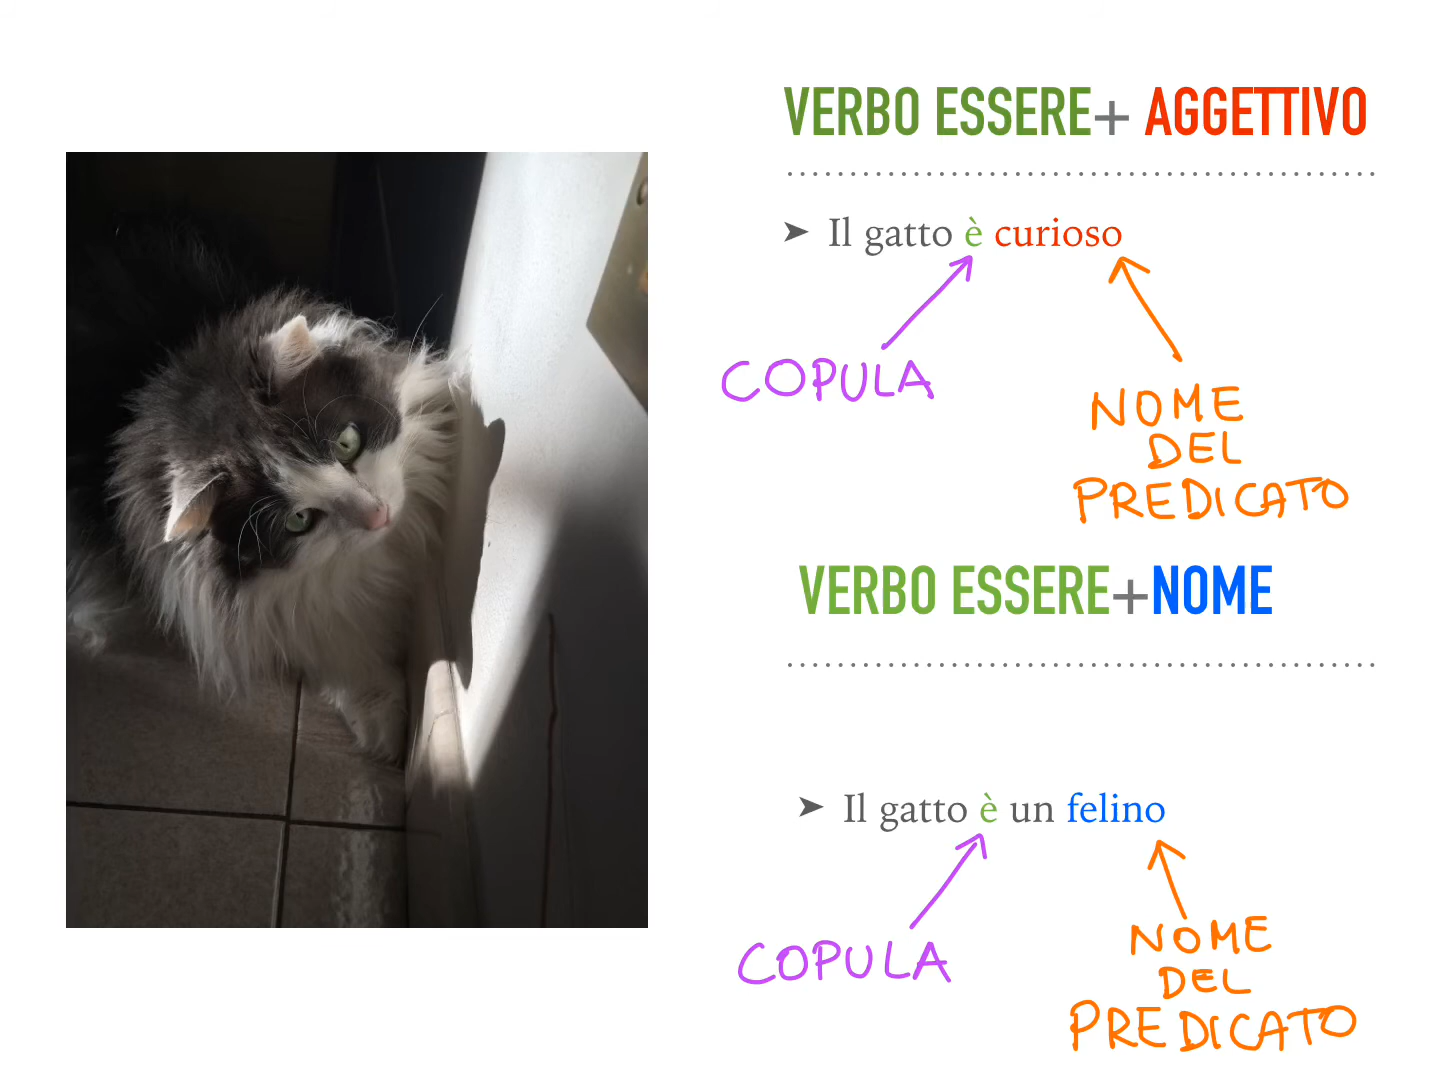 VERBO ESSERE+ AGGETTIVO
➤ Il gatto è curioso
COPULA
NOME
DEL
PREDICATO
VERBO ESSERE+NOME
➤ Il gatto è un felino
COPULA
NOME
DEL
PREDICATO